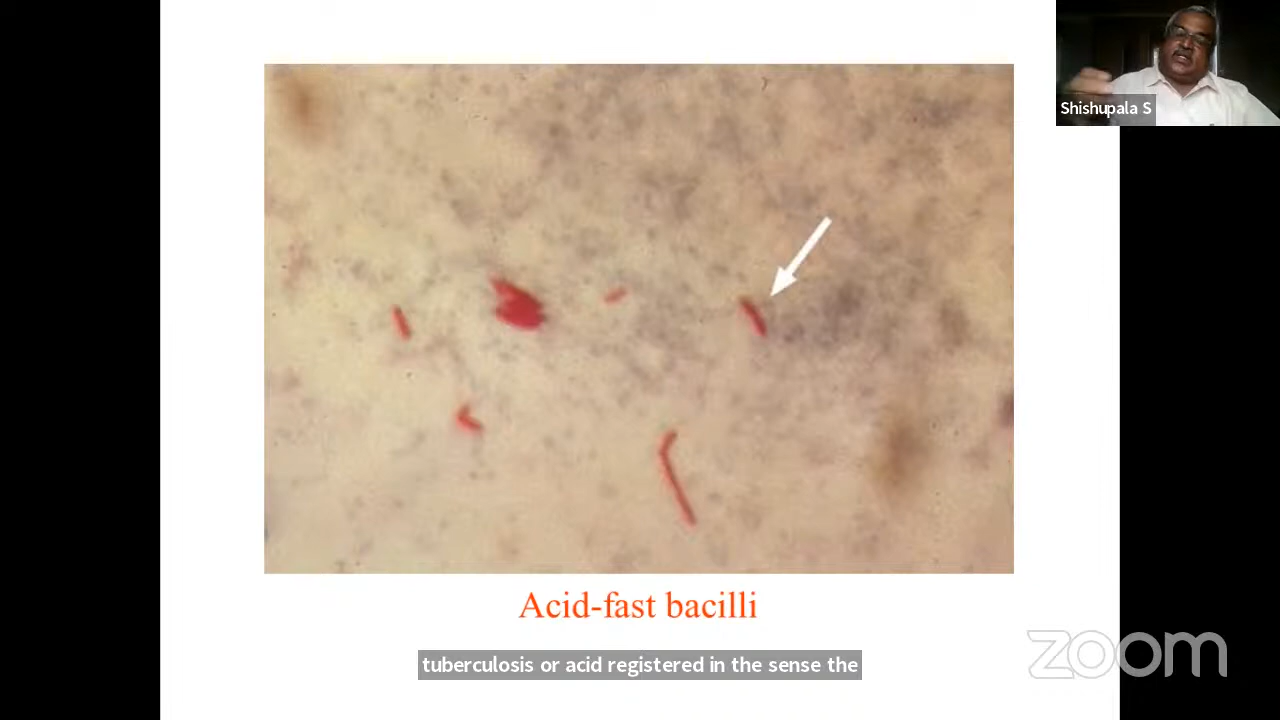 Shishupala S
Acid-fast bacilli
tuberculosis or acid registered in the sense the
zoom